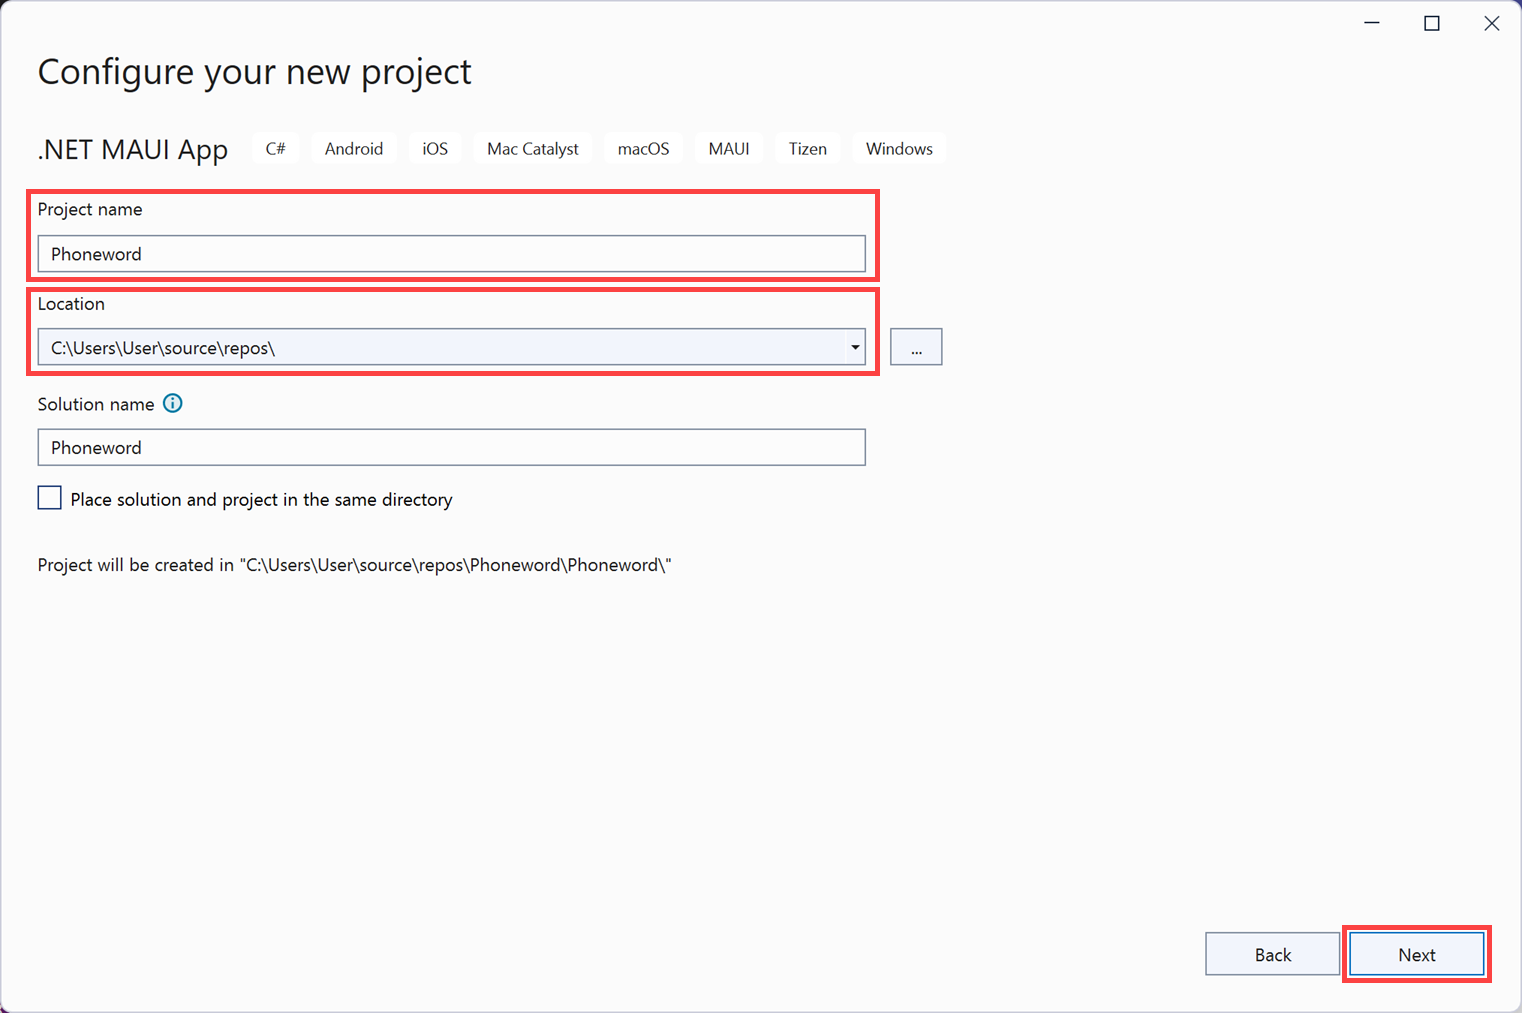 Configure your new project
.NET MAUI App C# Android iOS Mac Catalyst macOS MAUI Tizen Windows
Project name
Phoneword
Location
C:\Users\User\source\repos\
...
Solution name
Phoneword
Place solution and project in the same directory
Project will be created in "C:\Users\User\source\repos\Phoneword\Phoneword\"
Back Next